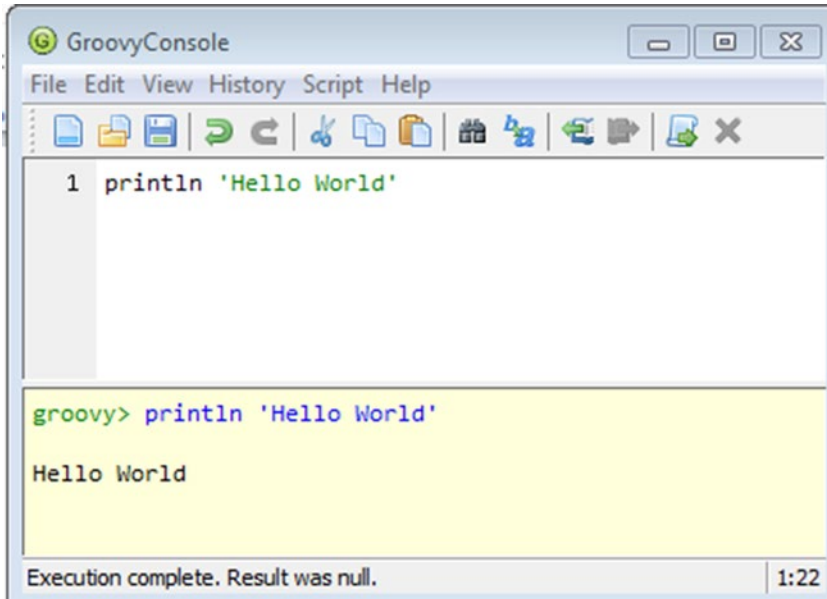 GroovyConsole
File Edit View History Script Help
1 println 'Hello World'
groovy> println 'Hello World'
Hello World
Execution complete. Result was null. 1:22